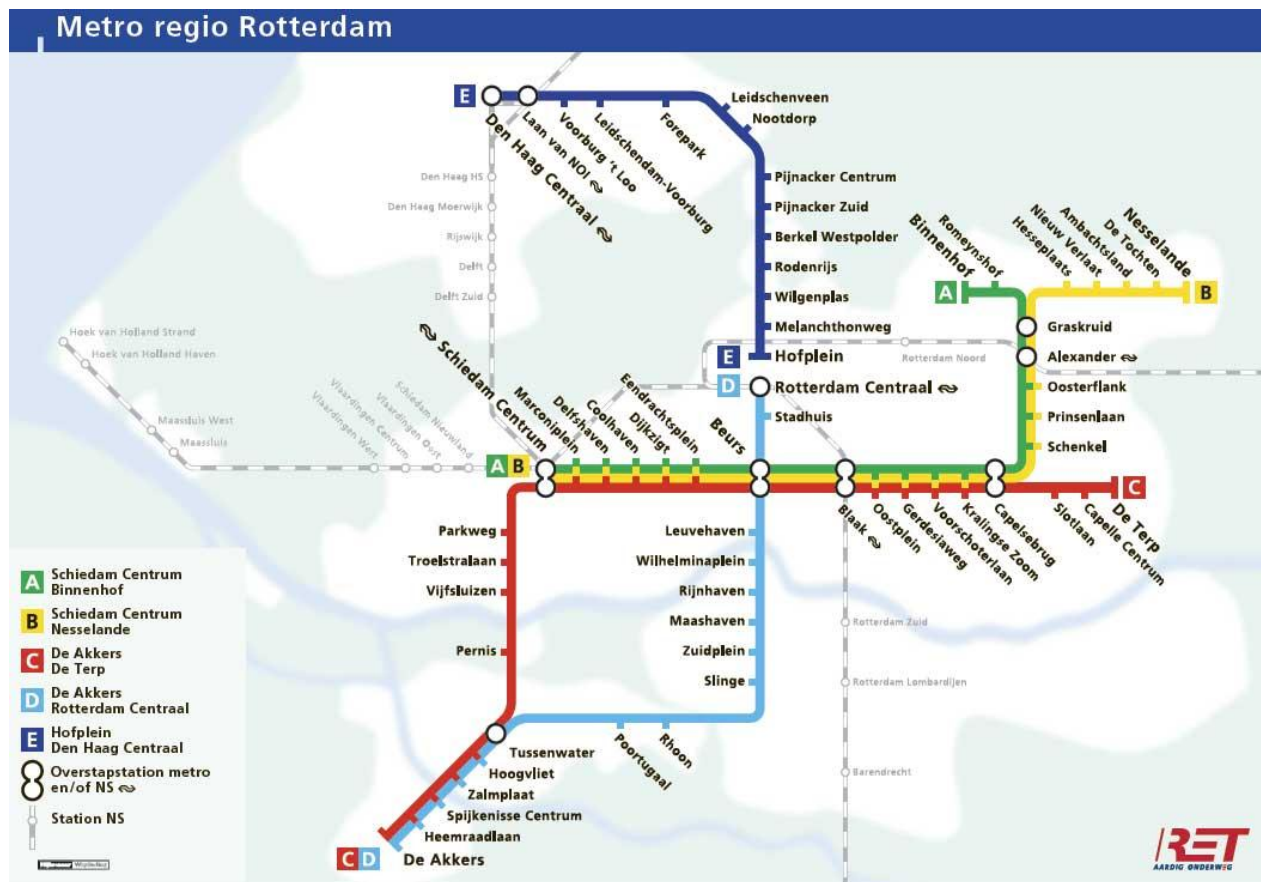 Metro regio Rotterdam
E
Den Haag Centraal
Laan van NOI
Voorburg 't Loo
Leidschendam-Voorburg
Forepark
Leidschenveen
Nootdorp
Pijnacker Centrum
Pijnacker Zuid
Berkel Westpolder
Rodenrijs
Wilgenplas
Melanchthonweg
E
Hofplein
D
Rotterdam Centraal
Stadhuis
Den Haag HS
Den Haag Moerwijk
Rijswijk
Delft
Delft Zuid
Hoek van Holland Strand
Hoek van Holland Haven
Maassluis West
Maassluis
Vlaardingen West
Vlaardingen Centrum
Vlaardingen Oost
Schiedam Nieuwland
Rotterdam Noord
A
Binnenhof
Romeynshof
Hesseplaats
Nieuw Verlaat
Ambachtsland
De Tochten
Nesselande
B
Graskruid
Alexander
Oosterflank
Prinsenlaan
Schenkel
A B
Schiedam Centrum
Marconiplein
Delfshaven
Coolhaven
Dijkzigt
Eendrachtsplein
Beurs
Blaak
Oostplein
Gerdesiaweg
Voorschoterlaan
Kralingse Zoom
Capelsebrug
Slotlaan
Capelle Centrum
De Terp
C
Parkweg
Troelstralaan
Vijfsluizen
Pernis
Leuvehaven
Wilhelminaplein
Rijnhaven
Maashaven
Zuidplein
Slinge
Rotterdam Zuid
Rotterdam Lombardijen
Barendrecht
Rhoon
Poortugaal
Tussenwater
Hoogvliet
Zalmplaat
Spijkenisse Centrum
Heemraadlaan
C D
De Akkers
A
Schiedam Centrum
Binnenhof
B
Schiedam Centrum
Nesselande
C
De Akkers
De Terp
D
De Akkers
Rotterdam Centraal
E
Hofplein
Den Haag Centraal
Overstapstation metro
en/of NS
Station NS
RET
AARDIG ONDERWEG